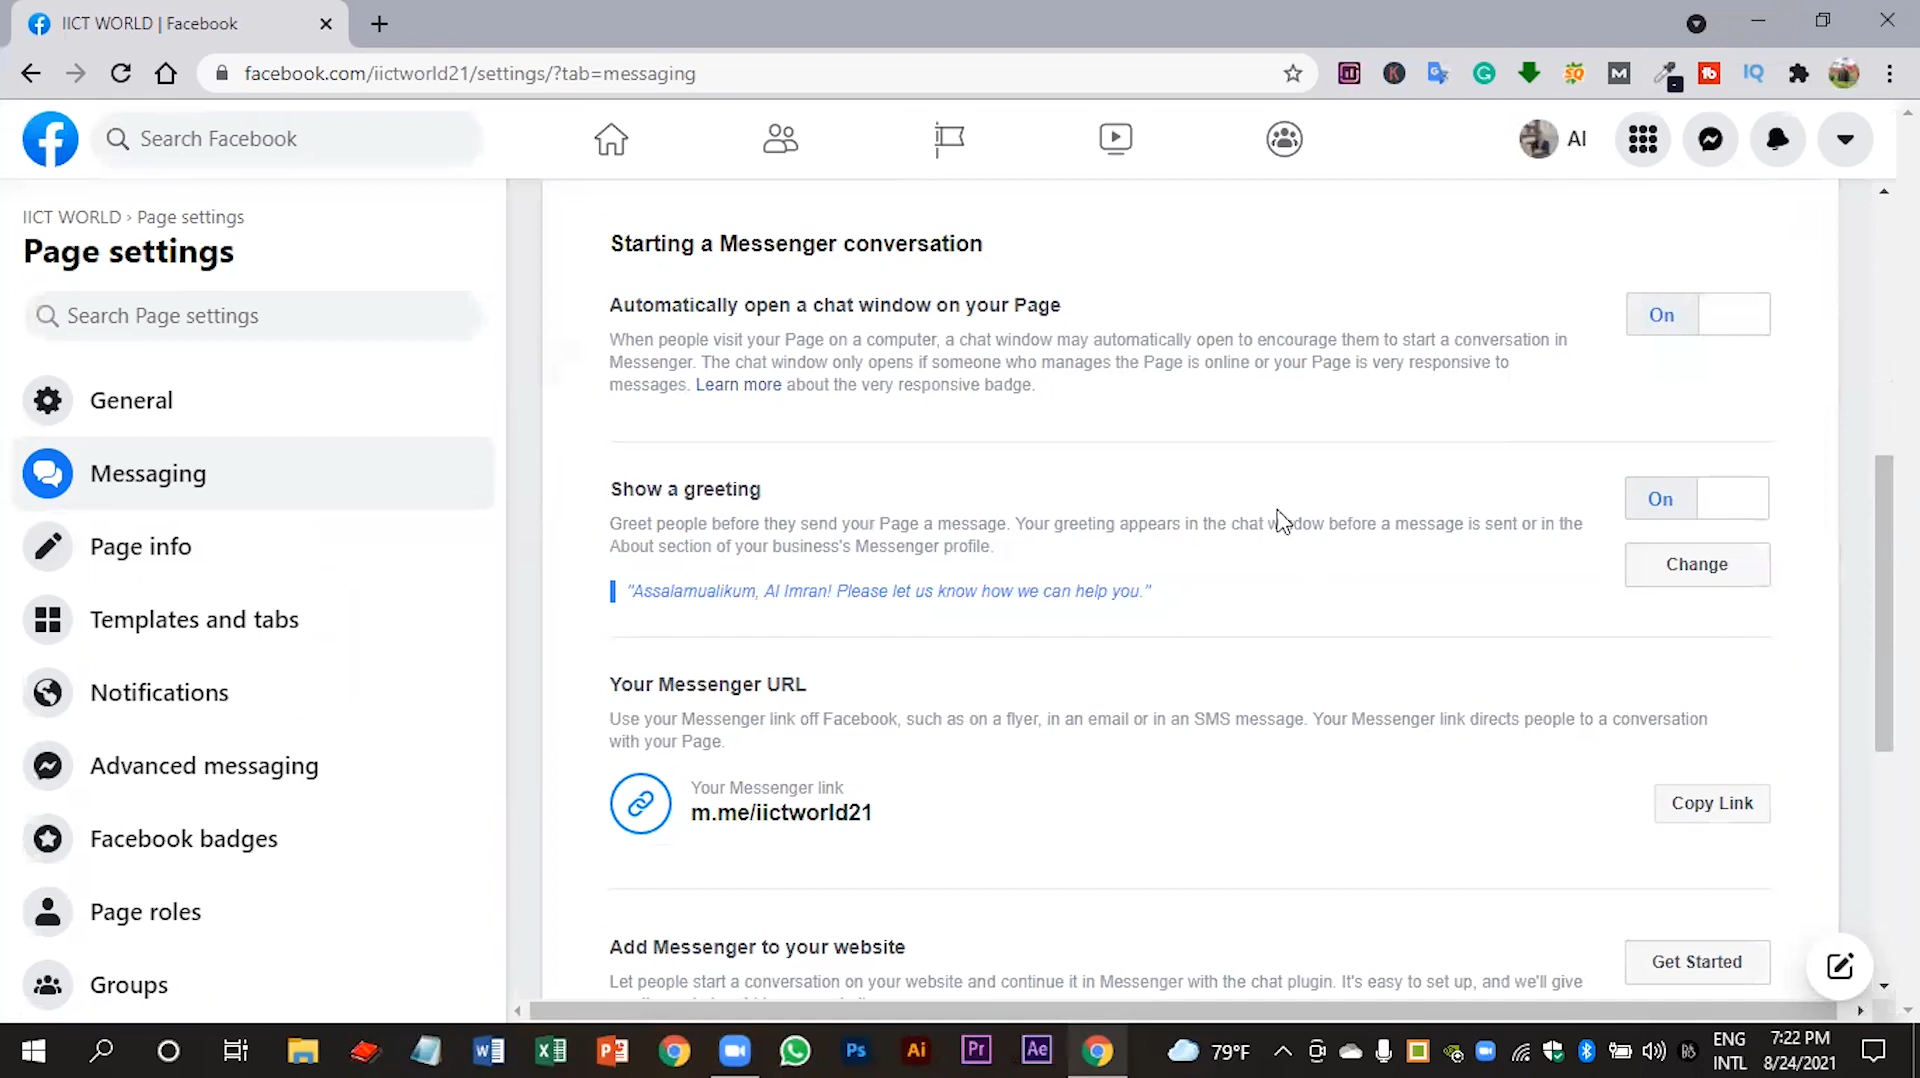 IICT WORLD | Facebook
facebook.com/iictworld21/settings/?tab=messaging
Search Facebook
AI
IICT WORLD › Page settings
Page settings
Search Page settings
General
Messaging
Page info
Templates and tabs
Notifications
Advanced messaging
Facebook badges
Page roles
Groups
Starting a Messenger conversation
Automatically open a chat window on your Page
On
When people visit your Page on a computer, a chat window may automatically open to encourage them to start a conversation in
Messenger. The chat window only opens if someone who manages the Page is online or your Page is very responsive to
messages. Learn more about the very responsive badge.
Show a greeting
On
Greet people before they send your Page a message. Your greeting appears in the chat window before a message is sent or in the
About section of your business's Messenger profile.
Change
"Assalamualikum, Al Imran! Please let us know how we can help you."
Your Messenger URL
Use your Messenger link off Facebook, such as on a flyer, in an email or in an SMS message. Your Messenger link directs people to a conversation
with your Page.
Your Messenger link
m.me/iictworld21
Copy Link
Add Messenger to your website
Get Started
Let people start a conversation on your website and continue it in Messenger with the chat plugin. It's easy to set up, and we'll give
Ps
Ai
Pr
Ae
79°F
ENG
INTL
7:22 PM
8/24/2021